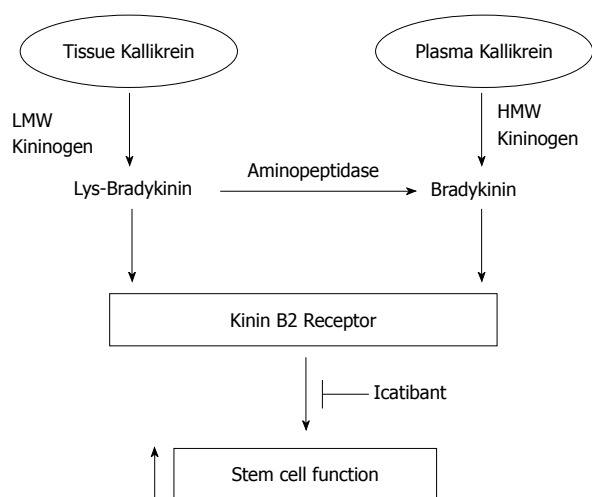 Tissue Kallikrein
Plasma Kallikrein
LMW
Kininogen
HMW
Kininogen
Aminopeptidase
Lys-Bradykinin
Bradykinin
Kinin B2 Receptor
Icatibant
Stem cell function